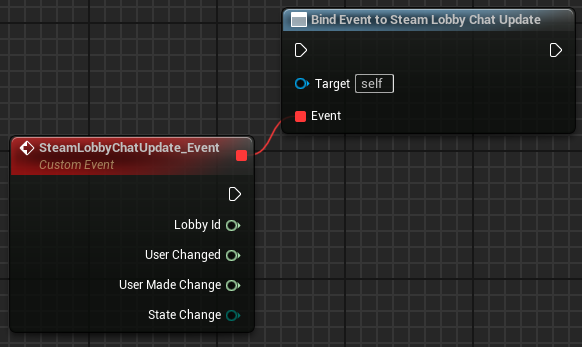 Bind Event to Steam Lobby Chat Update
Target self
Event
SteamLobbyChatUpdate_Event
Custom Event
Lobby Id
User Changed
User Made Change
State Change